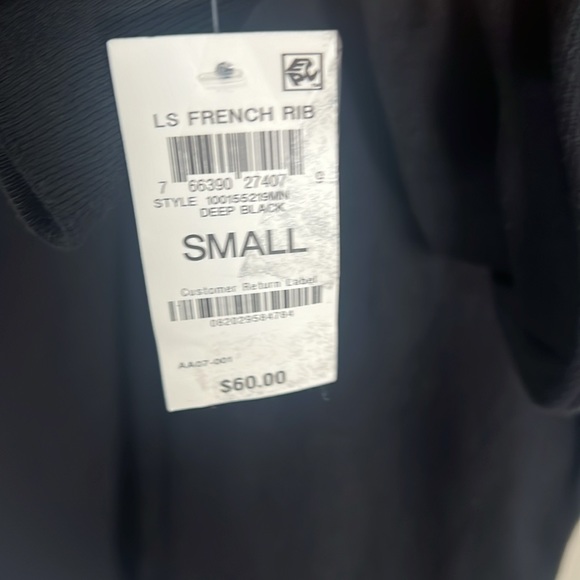 LS FRENCH RIB
7 66390 27407 9
STYLE 100155219MN
DEEP BLACK
SMALL
Customer Return Label
082029584784
AA07-001
$60.00